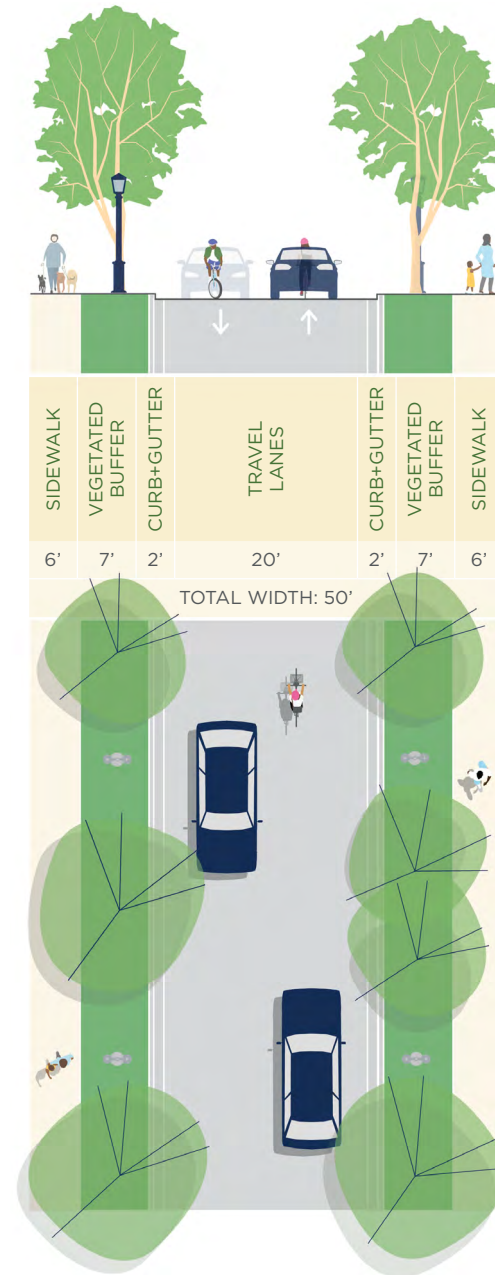 SIDEWALK
VEGETATED
BUFFER
CURB+GUTTER
TRAVEL
LANES
CURB+GUTTER
VEGETATED
BUFFER
SIDEWALK
6’ 7’ 2’ 20’ 2’ 7’ 6’
TOTAL WIDTH: 50’